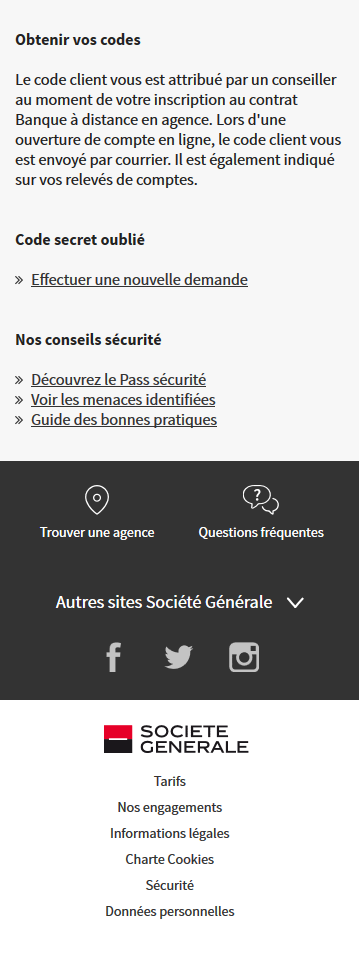 Obtenir vos codes
Le code client vous est attribué par un conseiller
au moment de votre inscription au contrat
Banque à distance en agence. Lors d'une
ouverture de compte en ligne, le code client vous
est envoyé par courrier. Il est également indiqué
sur vos relevés de comptes.
Code secret oublié
» Effectuer une nouvelle demande
Nos conseils sécurité
» Découvrez le Pass sécurité
» Voir les menaces identifiées
» Guide des bonnes pratiques
?
Trouver une agence Questions fréquentes
Autres sites Société Générale
SOCIETE
GENERALE
Tarifs
Nos engagements
Informations légales
Charte Cookies
Sécurité
Données personnelles